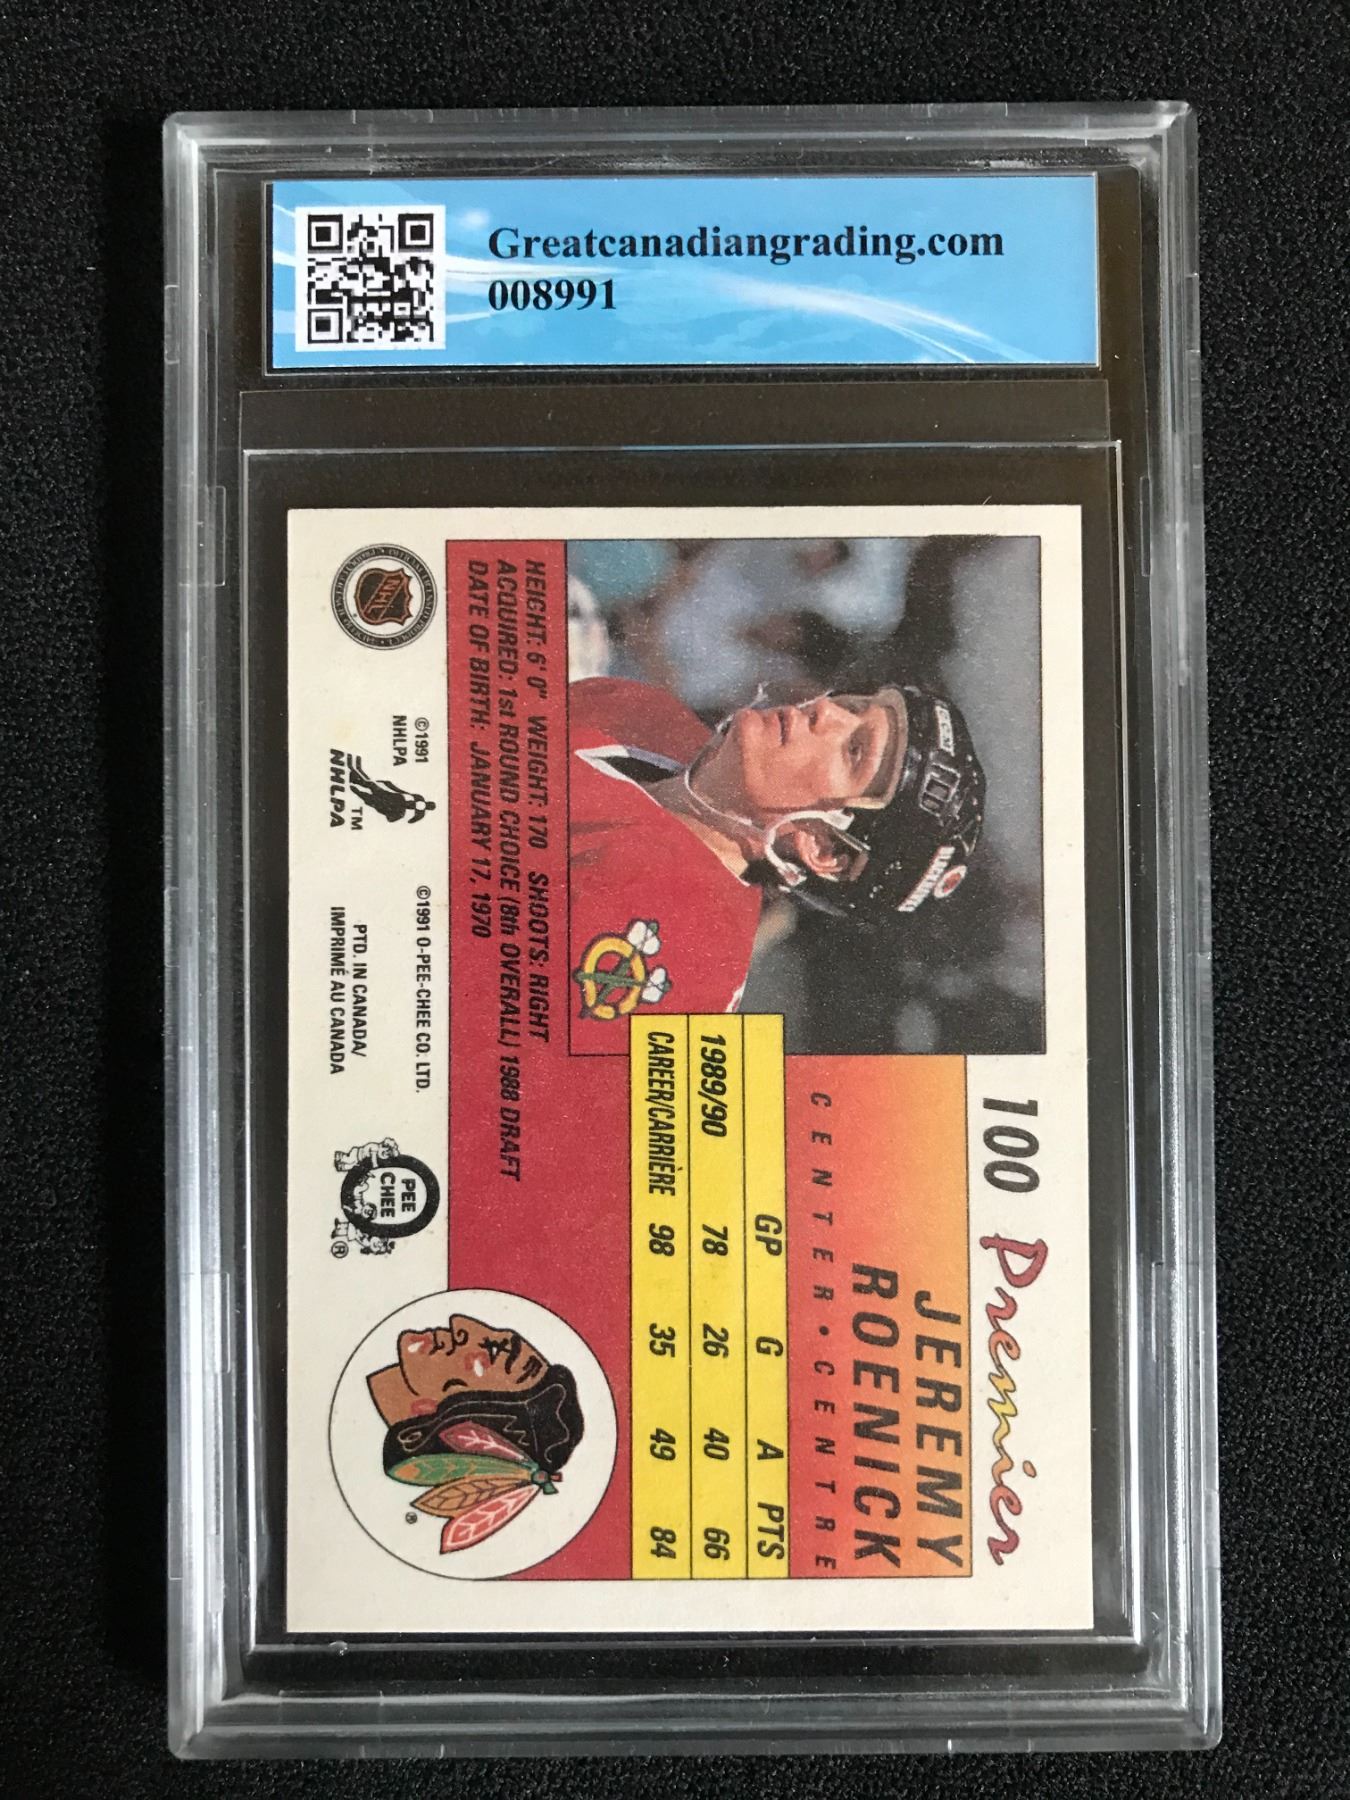 Greatcanadiangrading.com
008991
100 Premier
JEREMY
ROENICK
CENTER • CENTRE
GP G A PTS
1989/90 78 26 40 66
CAREER/CARRIÈRE 98 35 49 84
HEIGHT: 6' 0" WEIGHT: 170 SHOOTS: RIGHT
ACQUIRED: 1st ROUND CHOICE (8th OVERALL) 1988 DRAFT
DATE OF BIRTH: JANUARY 17, 1970
NHL
©1991
NHLPA
NHLPA™
©1991 O-PEE-CHEE CO. LTD.
PTD. IN CANADA/
IMPRIMÉ AU CANADA
O PEE
CHEE
®
®
CCM